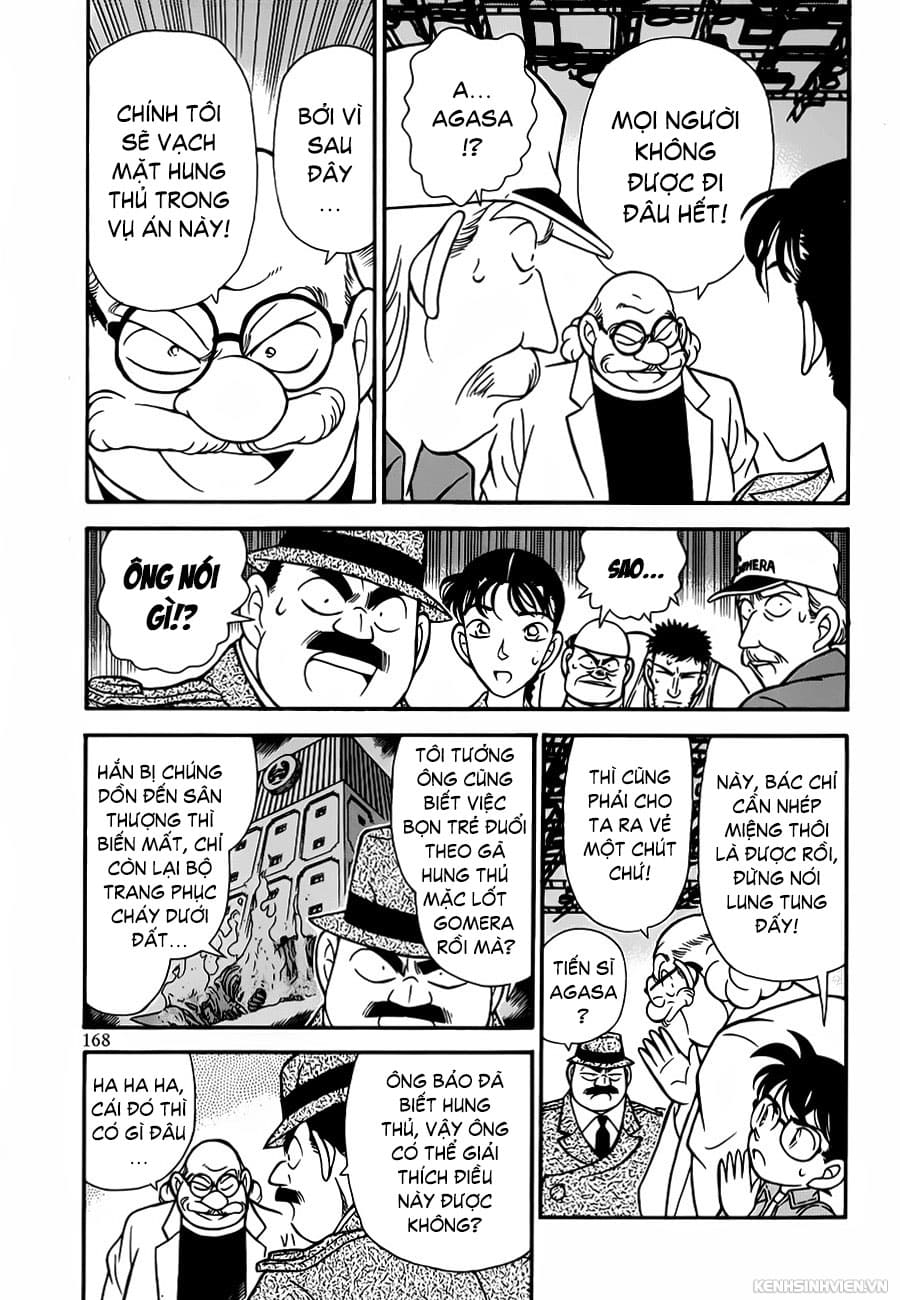 MỌI NGƯỜI
KHÔNG
ĐƯỢC ĐI
ĐÂU HẾT!
A...
AGASA
!?
BỞI VÌ
SAU
ĐÂY
...
CHÍNH TÔI
SẼ VẠCH
MẶT HUNG
THỦ TRONG
VỤ ÁN NÀY!
GOMERA
SAO...
ÔNG NÓI
GÌ!?
NÀY, BÁC CHỈ
CẦN NHÉP
MIỆNG THÔI
LÀ ĐƯỢC RỒI,
ĐỪNG NÓI
LUNG TUNG
ĐẤY!
THÌ CŨNG
PHẢI CHO
TA RA VẺ
MỘT CHÚT
CHỨ!
TIẾN SĨ
AGASA
?
TÔI TƯỞNG
ÔNG CŨNG
BIẾT VIỆC
BỌN TRẺ ĐUỔI
THEO GÃ
HUNG THỦ
MẶC LỐT
GOMERA
RỒI MÀ?
HẮN BỊ CHÚNG
DỒN ĐẾN SÂN
THƯỢNG THÌ
BIẾN MẤT, CHỈ
CÒN LẠI BỘ
TRANG PHỤC
CHÁY DƯỚI
ĐẤT...
168
ÔNG BẢO ĐÃ
BIẾT HUNG
THỦ, VẬY ÔNG
CÓ THỂ GIẢI
THÍCH ĐIỀU
NÀY ĐƯỢC
KHÔNG?
HA HA HA,
CÁI ĐÓ THÌ
CÓ GÌ ĐÂU
...
KENHSINHVIEN.VN